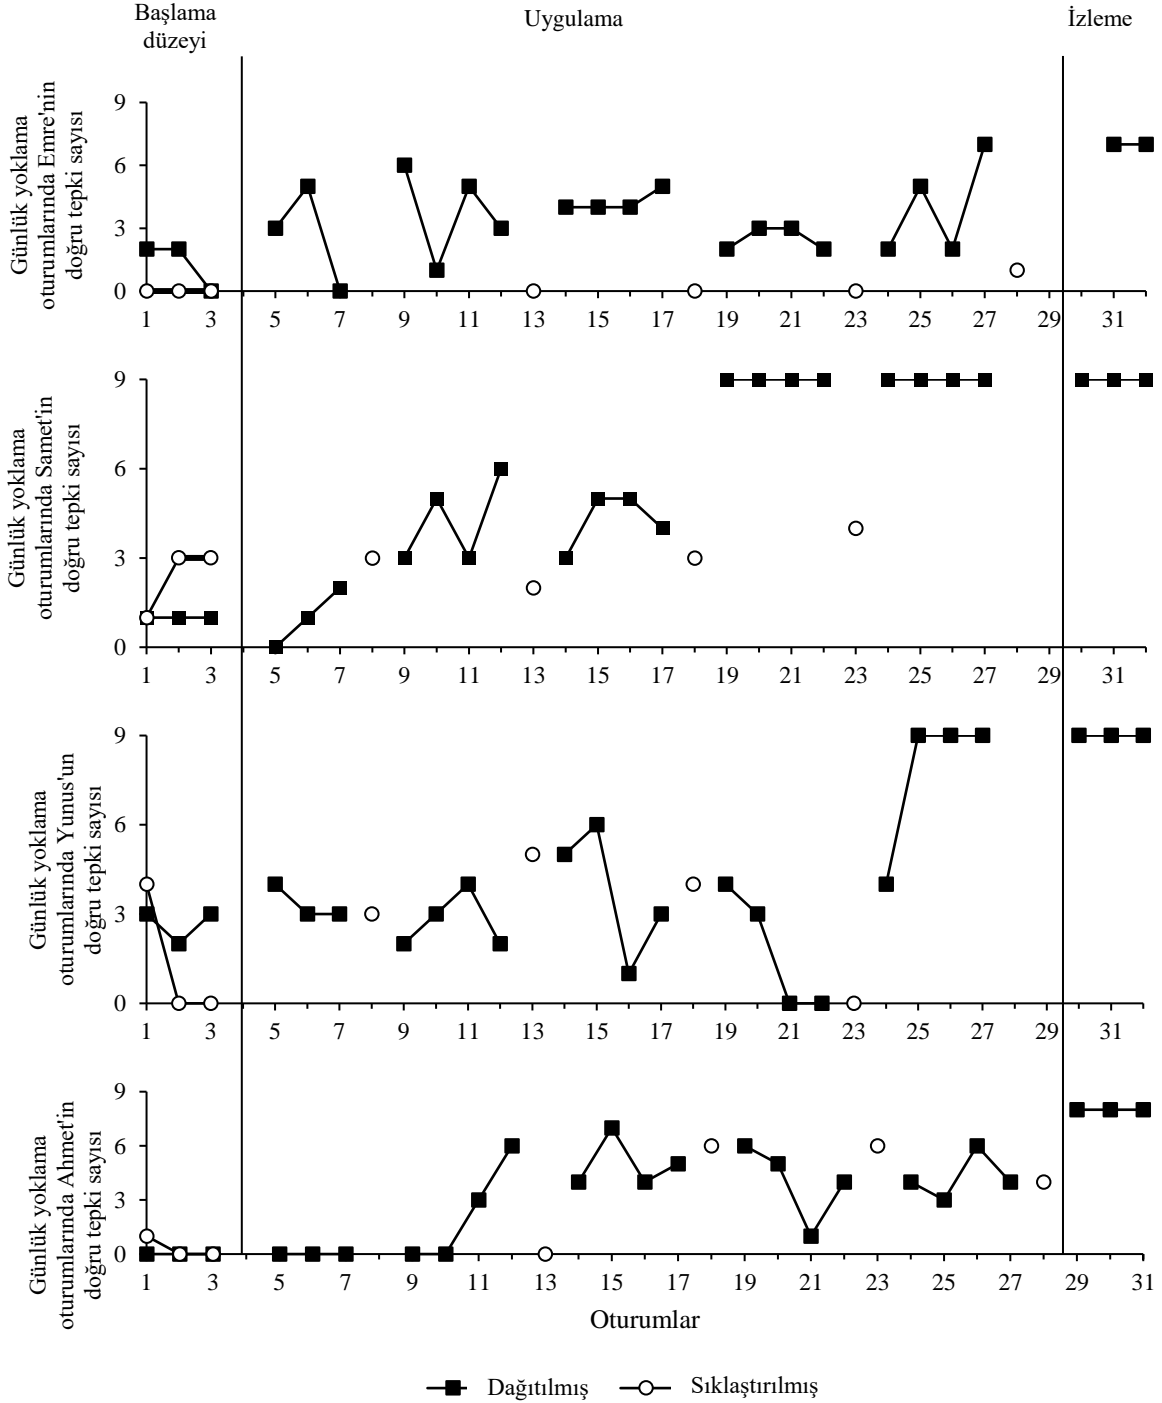 Başlama
düzeyi
Uygulama
İzleme
Günlük yoklama
oturumlarında Emre'nin
doğru tepki sayısı
9
6
3
0
1 3 5 7 9 11 13 15 17 19 21 23 25 27 29 31
Günlük yoklama
oturumlarında Samet'in
doğru tepki sayısı
9
6
3
0
1 3 5 7 9 11 13 15 17 19 21 23 25 27 29 31
Günlük yoklama
oturumlarında Yunus'un
doğru tepki sayısı
9
6
3
0
1 3 5 7 9 11 13 15 17 19 21 23 25 27 29 31
Günlük yoklama
oturumlarında Ahmet'in
doğru tepki sayısı
9
6
3
0
1 3 5 7 9 11 13 15 17 19 21 23 25 27 29 31
Oturumlar
Dağıtılmış Sıklaştırılmış